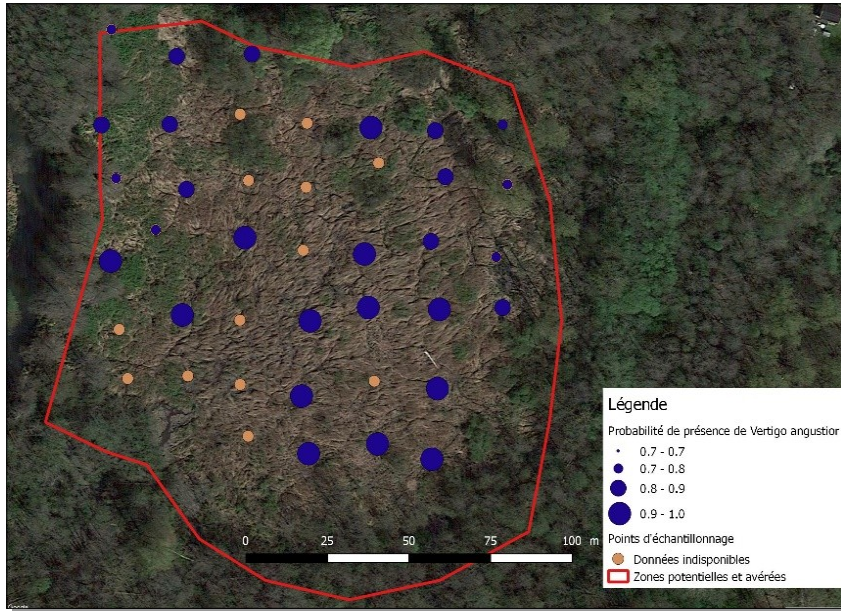 Légende
Probabilité de présence de Vertigo angustior
0.7 - 0.7
0.7 - 0.8
0.8 - 0.9
0.9 - 1.0
Points d'échantillonnage
Données indisponibles
Zones potentielles et avérées
0 25 50 75 100 m